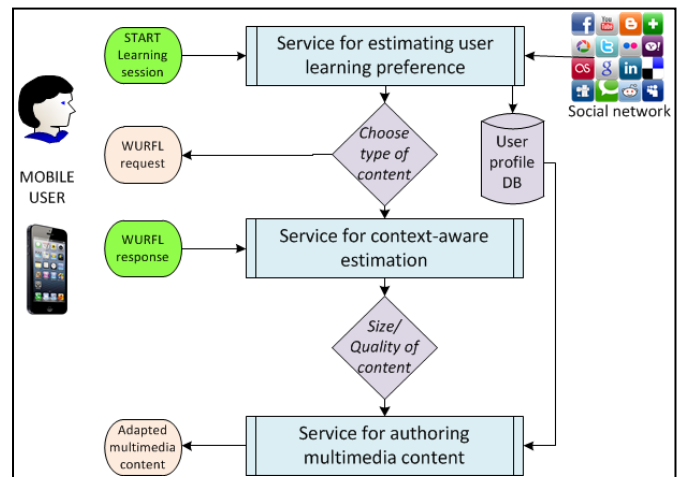 START
Learning
session
Service for estimating user
learning preference
You
Tube
Social network
MOBILE
USER
WURFL
request
Choose
type of
content
User
profile
DB
WURFL
response
Service for context-aware
estimation
Size/
Quality of
content
Adapted
multimedia
content
Service for authoring
multimedia content